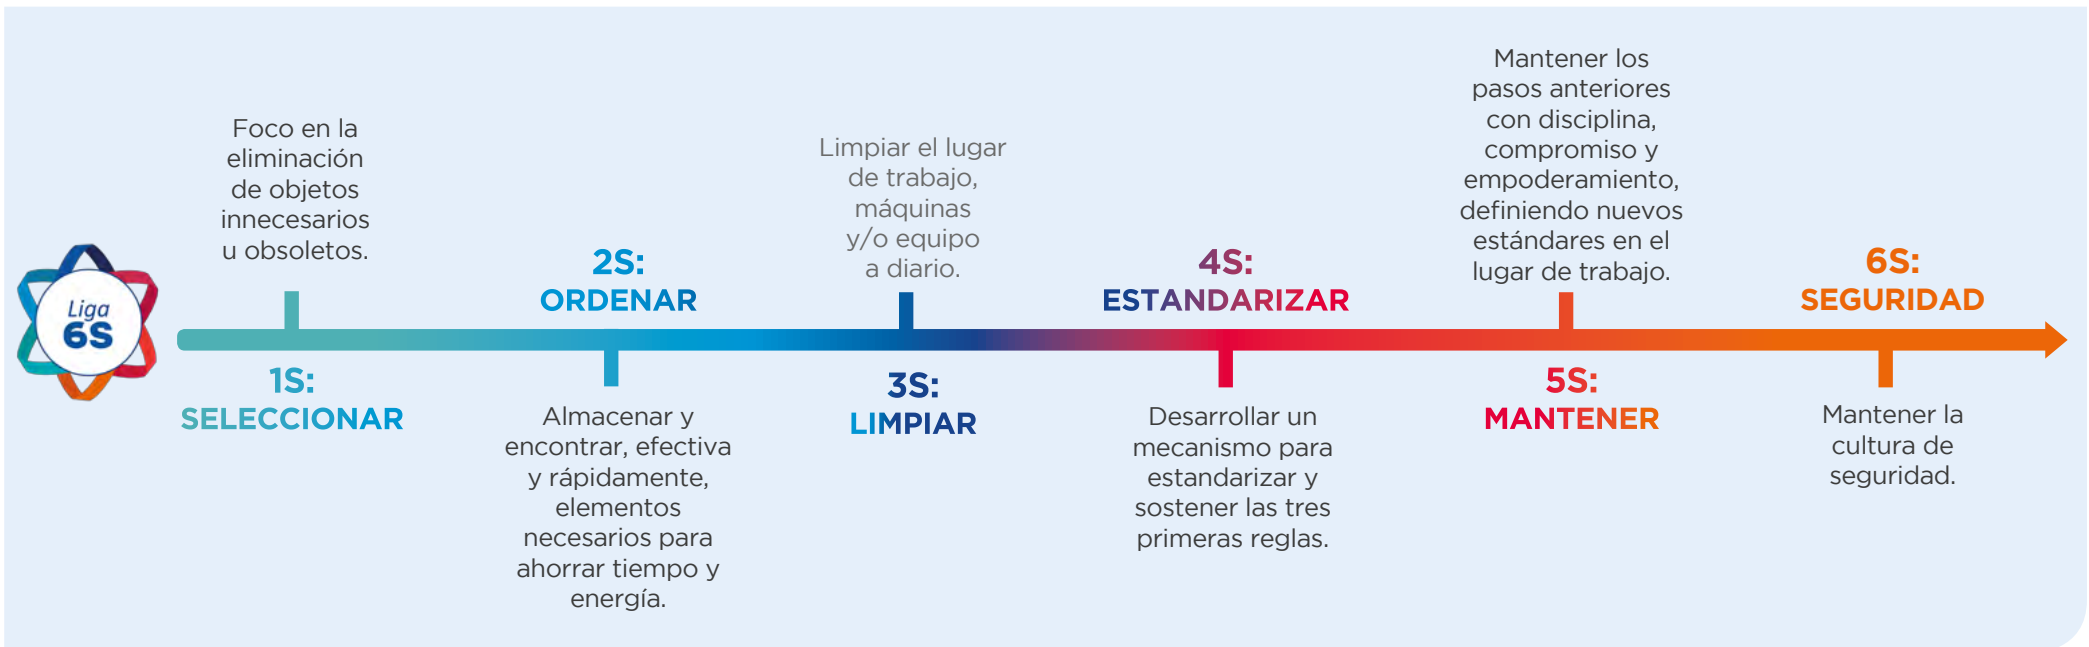 Liga
6S
Foco en la
eliminación
de objetos
innecesarios
u obsoletos.
1S:
SELECCIONAR
2S:
ORDENAR
Almacenar y
encontrar, efectiva
y rápidamente,
elementos
necesarios para
ahorrar tiempo y
energía.
Limpiar el lugar
de trabajo,
máquinas
y/o equipo
a diario.
3S:
LIMPIAR
4S:
ESTANDARIZAR
Desarrollar un
mecanismo para
estandarizar y
sostener las tres
primeras reglas.
Mantener los
pasos anteriores
con disciplina,
compromiso y
empoderamiento,
definiendo nuevos
estándares en el
lugar de trabajo.
5S:
MANTENER
6S:
SEGURIDAD
Mantener la
cultura de
seguridad.